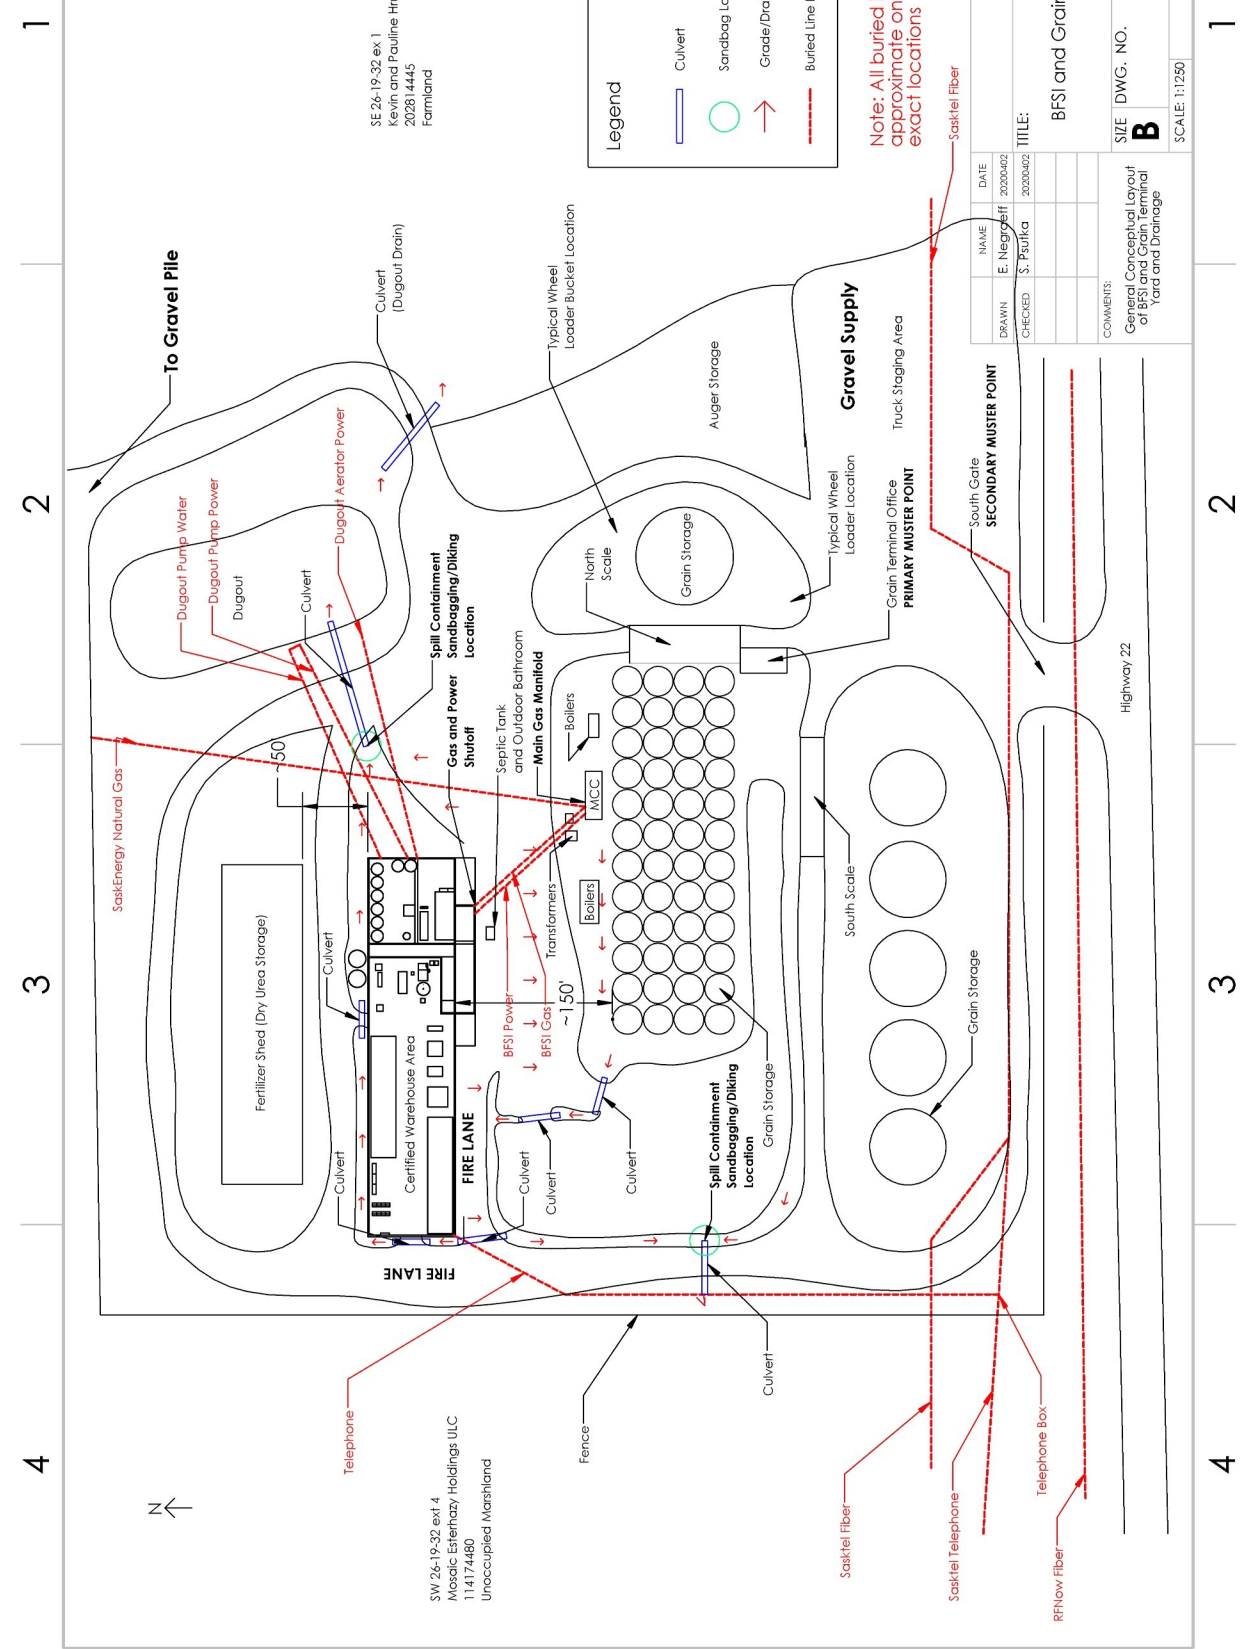 1
2
3
4
SE 26-19-32 ex 1
Kevin and Pauline
202814445
Farmland
Legend
Culvert
Sandbag
Grade/
Buried Line
Note: All buried
approximate
exact locations
Sasktel Fiber
To Gravel Pile
Culvert
(Dugout Drain)
Typical Wheel
Loader Bucket Location
Auger Storage
Gravel Supply
Truck Staging Area
Dugout Pump Water
Dugout Pump Power
Dugout Aerator Power
Dugout
Culvert
Spill Containment
Sandbagging/Diking
Location
North
Scale
Grain Storage
Typical Wheel
Loader Location
Grain Terminal Office
PRIMARY MUSTER POINT
South Gate
SECONDARY MUSTER POINT
Highway 22
SaskEnergy Natural Gas
~50'
Gas and Power
Shutoff
Septic Tank
and Outdoor Bathroom
Main Gas Manifold
Boilers
MCC
Transformers
Boilers
South Scale
Fertilizer Shed (Dry Urea Storage)
Culvert
Certified Warehouse Area
BFSI Power
BFSI Gas
~150'
Grain Storage
Grain Storage
Culvert
FIRE LANE
FIRE LANE
Culvert
Culvert
Culvert
Spill Containment
Sandbagging/Diking
Location
Culvert
Fence
Telephone
N
SW 26-19-32 ext 4
Mosaic Esterhazy Holdings ULC
114174480
Unoccupied Marshland
Sasktel Fiber
Sasktel Telephone
Telephone Box
RFNow Fiber
NAME
DATE
DRAWN
E. Negraeff
20200402
CHECKED
S. Psutka
20200402
COMMENTS:
General Conceptual Layout
of BFSI and Grain Terminal
Yard and Drainage
TITLE:
BFSI and Grain
SIZE
B
DWG. NO.
SCALE: 1:1250
1
2
3
4